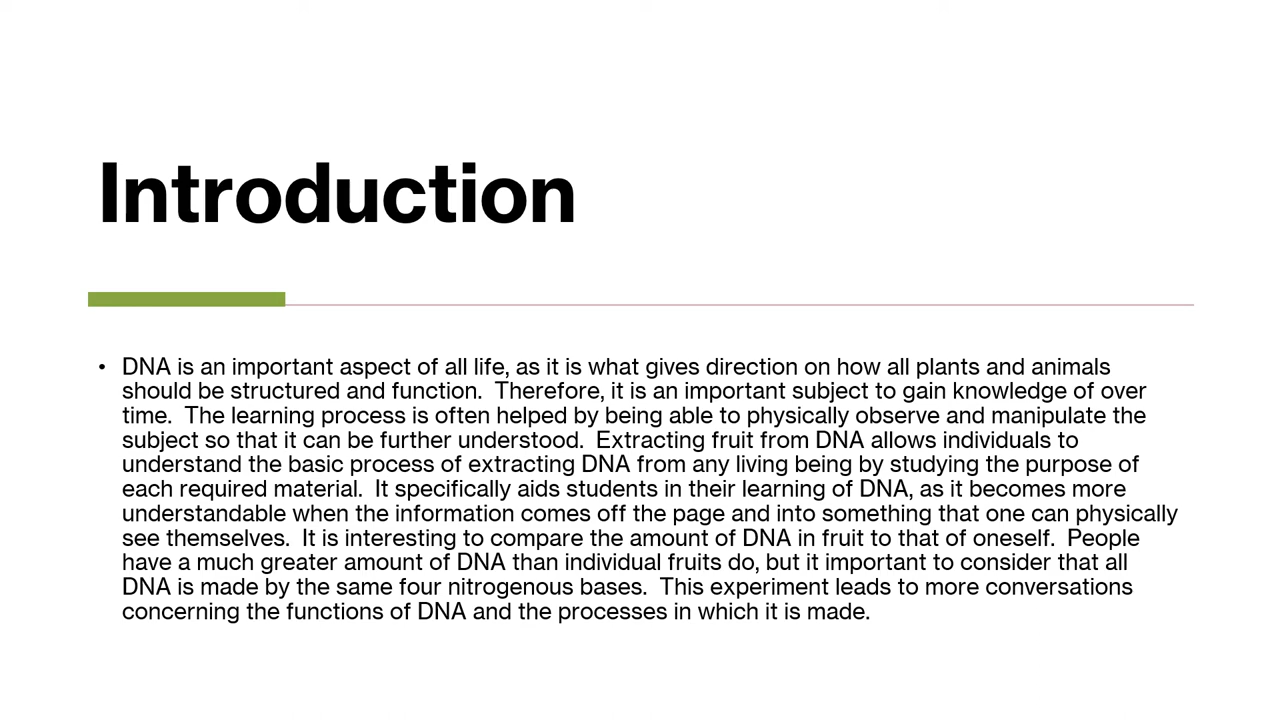 Introduction
• DNA is an important aspect of all life, as it is what gives direction on how all plants and animals
should be structured and function.  Therefore, it is an important subject to gain knowledge of over
time.  The learning process is often helped by being able to physically observe and manipulate the
subject so that it can be further understood.  Extracting fruit from DNA allows individuals to
understand the basic process of extracting DNA from any living being by studying the purpose of
each required material.  It specifically aids students in their learning of DNA, as it becomes more
understandable when the information comes off the page and into something that one can physically
see themselves.  It is interesting to compare the amount of DNA in fruit to that of oneself.  People
have a much greater amount of DNA than individual fruits do, but it important to consider that all
DNA is made by the same four nitrogenous bases.  This experiment leads to more conversations
concerning the functions of DNA and the processes in which it is made.